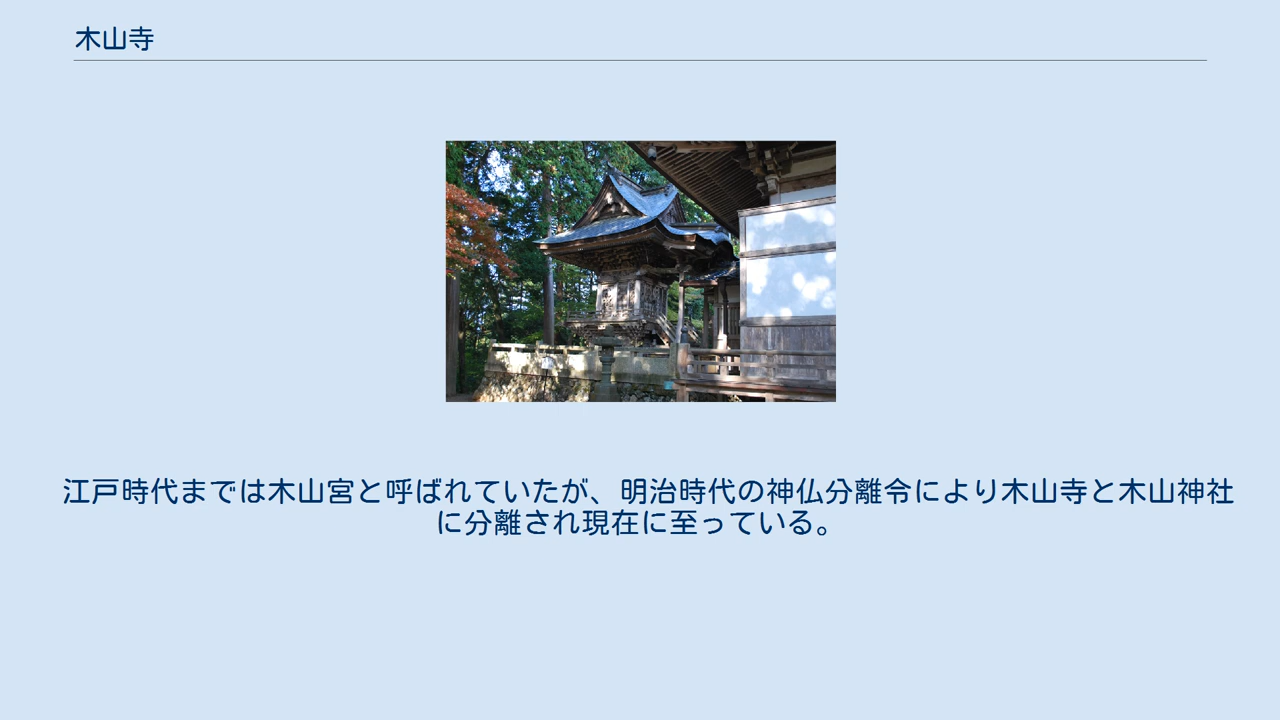 木山寺
江戸時代までは木山宮と呼ばれていたが、明治時代の神仏分離令により木山寺と木山神社
に分離され現在に至っている。